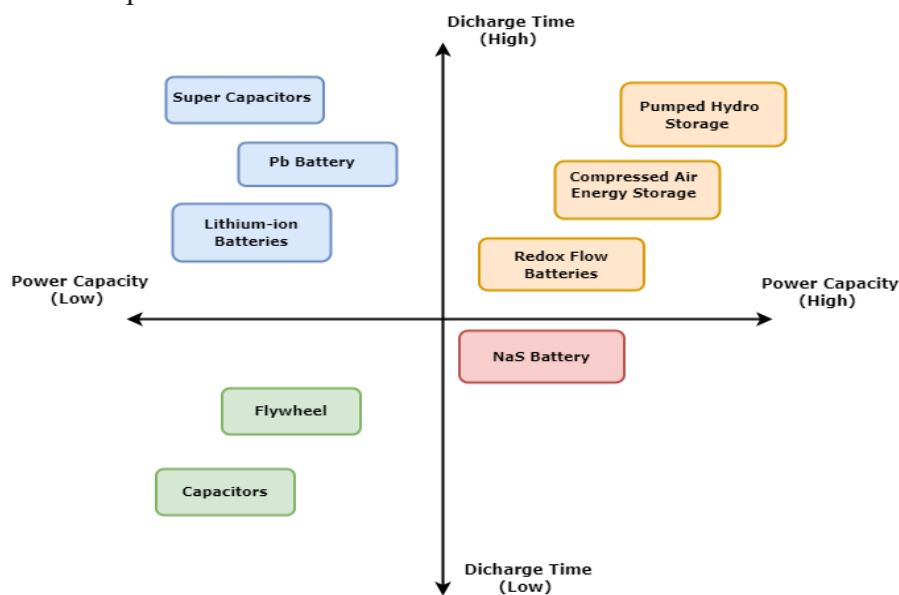 Dicharge Time
(High)
Super Capacitors
Pumped Hydro
Storage
Pb Battery
Compressed Air
Energy Storage
Lithium-ion
Batteries
Redox Flow
Batteries
Power Capacity
(Low)
Power Capacity
(High)
NaS Battery
Flywheel
Capacitors
Dicharge Time
(Low)